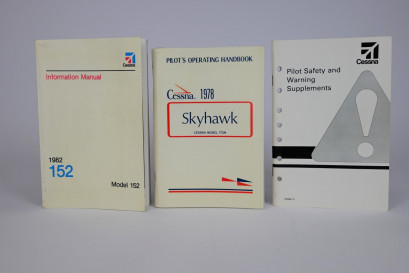 Cessna
Information Manual
1982
152
Model 152
PILOT'S OPERATING HANDBOOK
Cessna 1978
Skyhawk
CESSNA MODEL 172N
Cessna
Pilot Safety and
Warning
Supplements